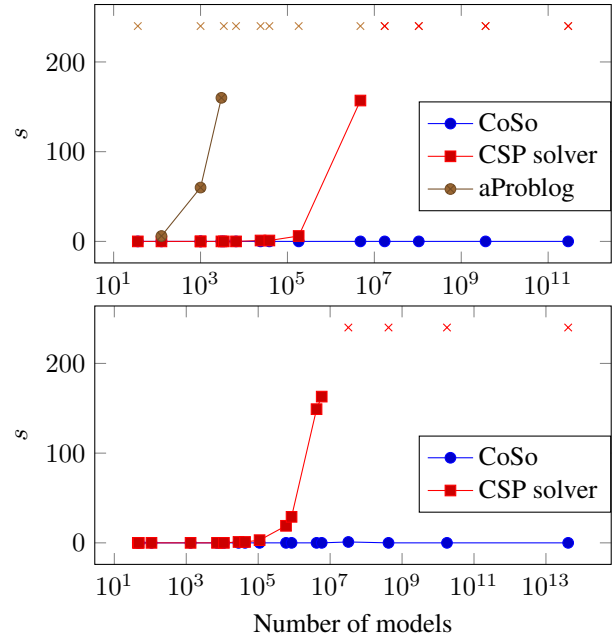 200
100
0
s
10^1 10^3 10^5 10^7 10^9 10^11
CoSo
CSP solver
aProblog
200
100
0
s
10^1 10^3 10^5 10^7 10^9 10^11 10^13
CoSo
CSP solver
Number of models